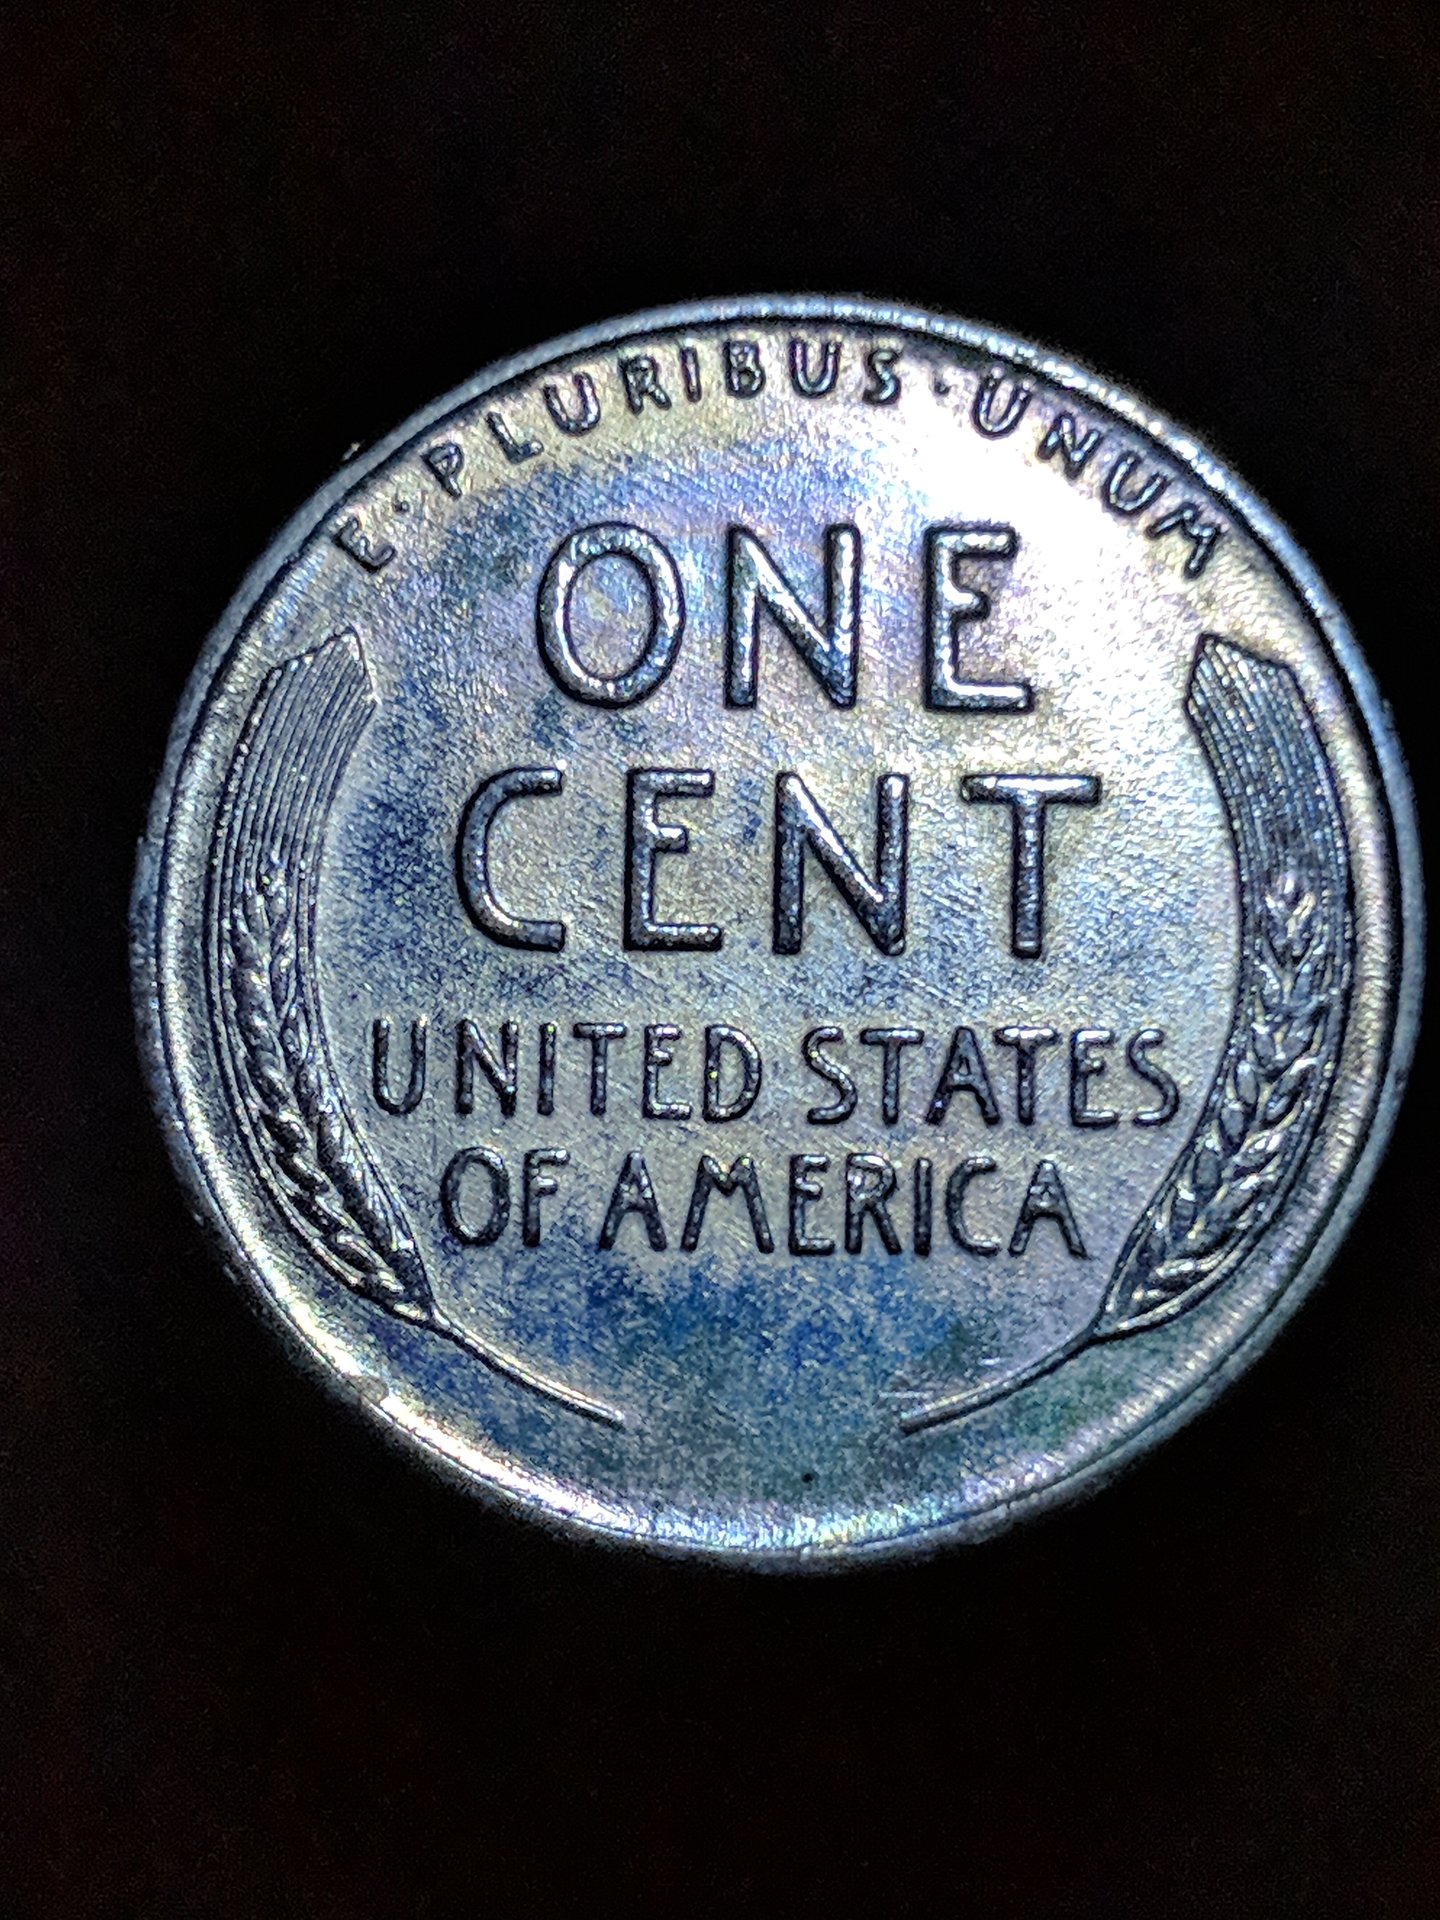 E·PLURIBUS·UNUM
ONE
CENT
UNITED STATES
OF AMERICA